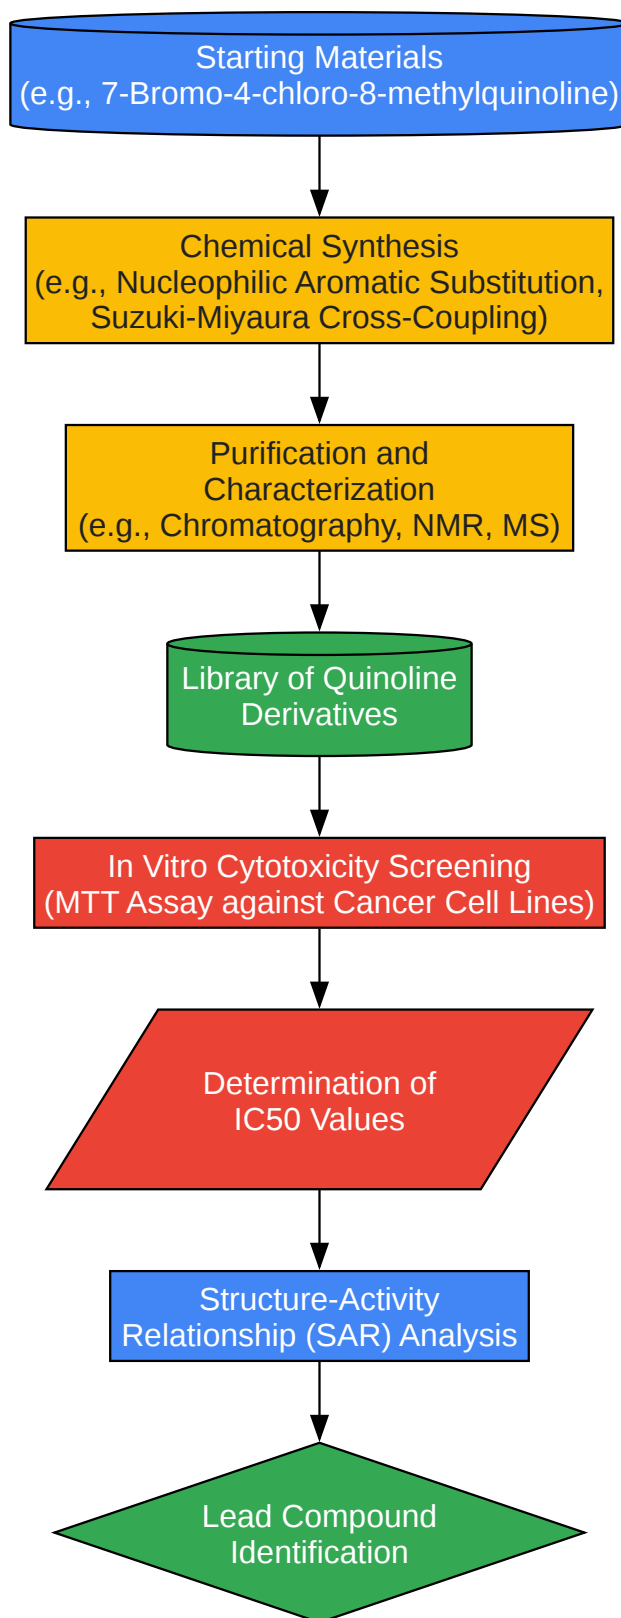 Starting Materials
(e.g., 7-Bromo-4-chloro-8-methylquinoline)
Chemical Synthesis
(e.g., Nucleophilic Aromatic Substitution,
Suzuki-Miyaura Cross-Coupling)
Purification and
Characterization
(e.g., Chromatography, NMR, MS)
Library of Quinoline
Derivatives
In Vitro Cytotoxicity Screening
(MTT Assay against Cancer Cell Lines)
Determination of
IC50 Values
Structure-Activity
Relationship (SAR) Analysis
Lead Compound
Identification